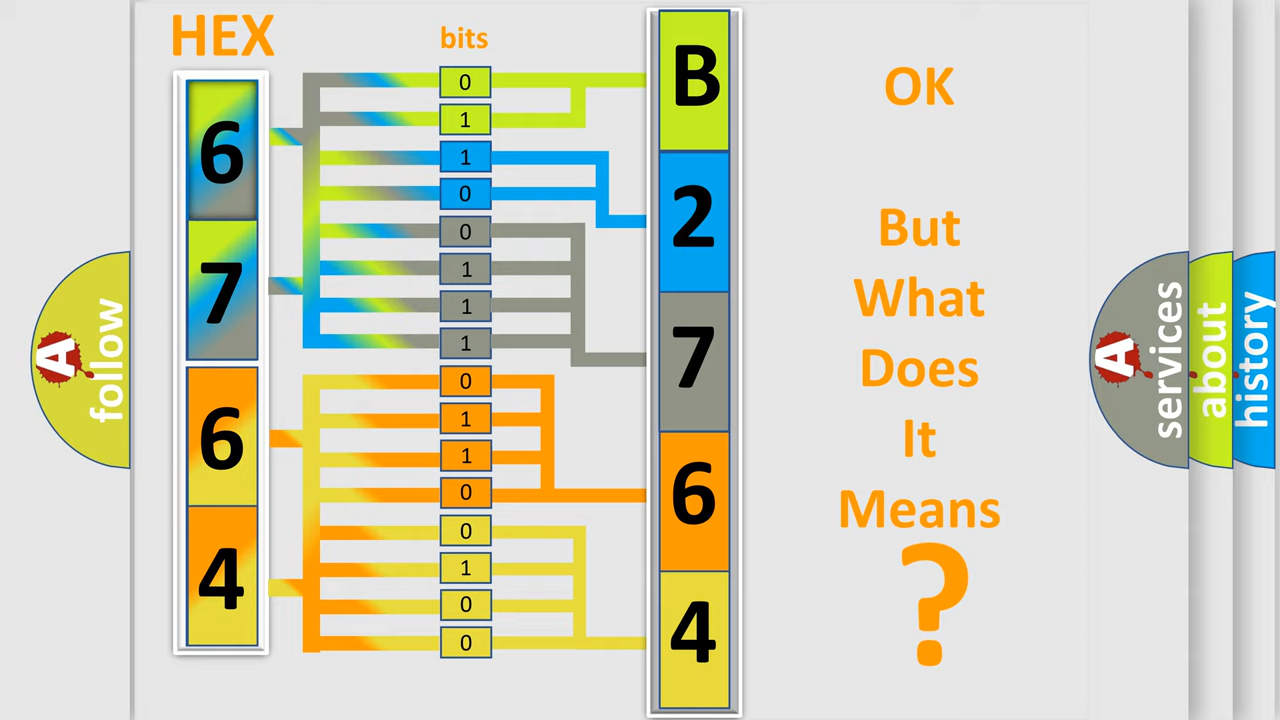 HEX
bits
6
7
6
4
0
1
1
0
0
1
1
1
0
1
1
0
0
1
0
0
B
2
7
6
4
OK
But
What
Does
It
Means
?
A
follow
A
services
about
history